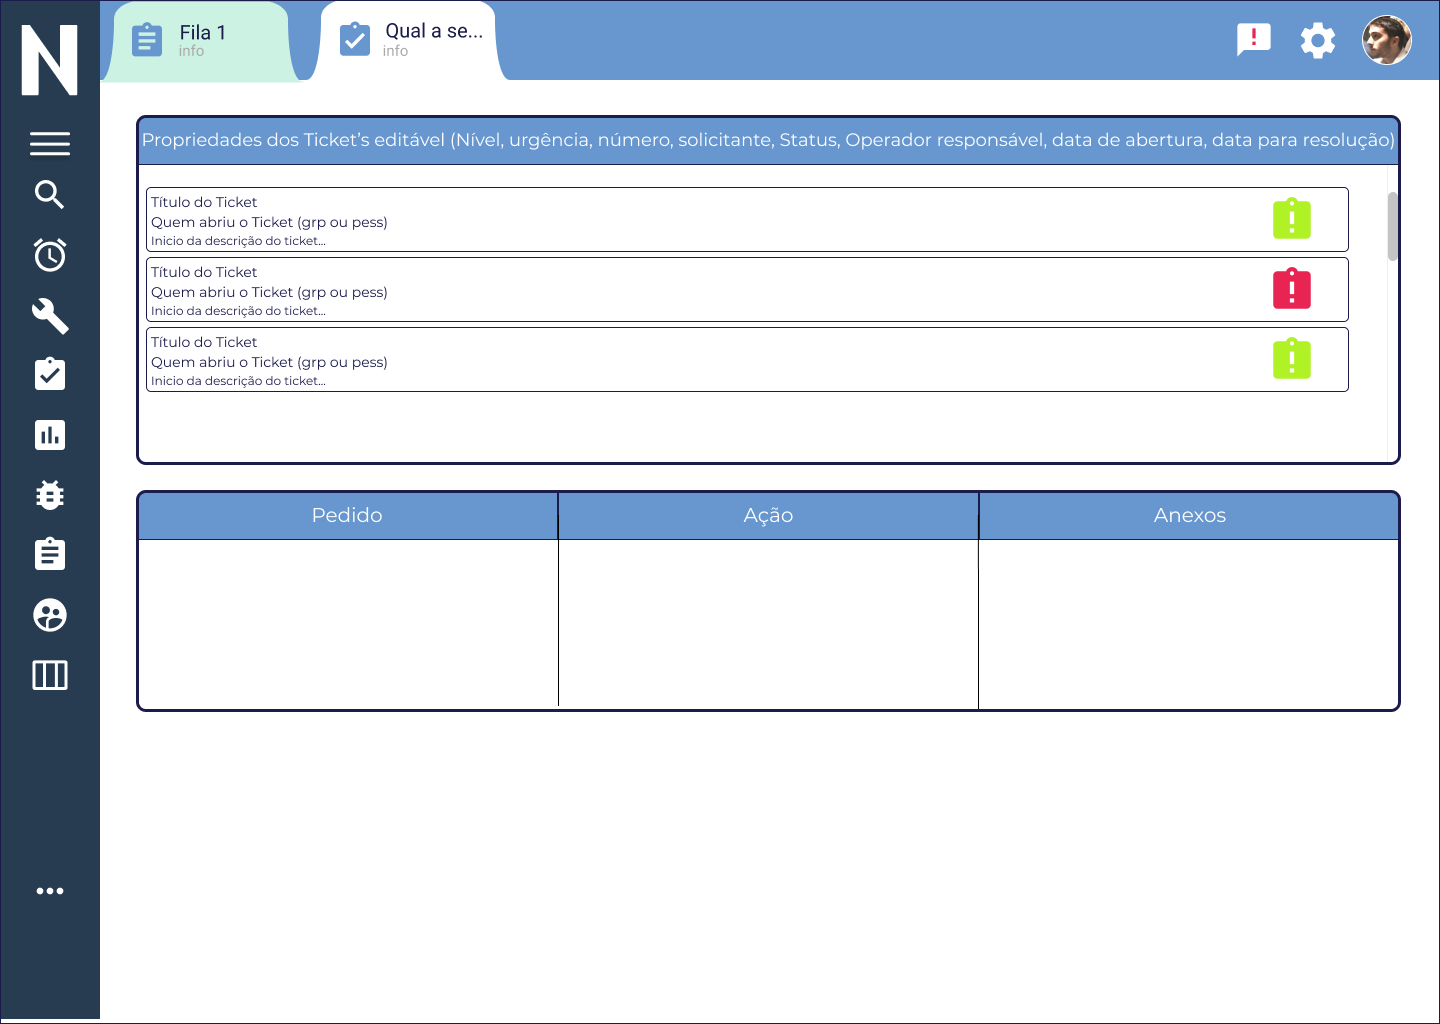 N
Fila 1
info
Qual a se...
info
Propriedades dos Ticket’s editável (Nível, urgência, número, solicitante, Status, Operador responsável, data de abertura, data para resolução)
Título do Ticket
Quem abriu o Ticket (grp ou pess)
Inicio da descrição do ticket...
Título do Ticket
Quem abriu o Ticket (grp ou pess)
Inicio da descrição do ticket...
Título do Ticket
Quem abriu o Ticket (grp ou pess)
Inicio da descrição do ticket...
Pedido
Ação
Anexos